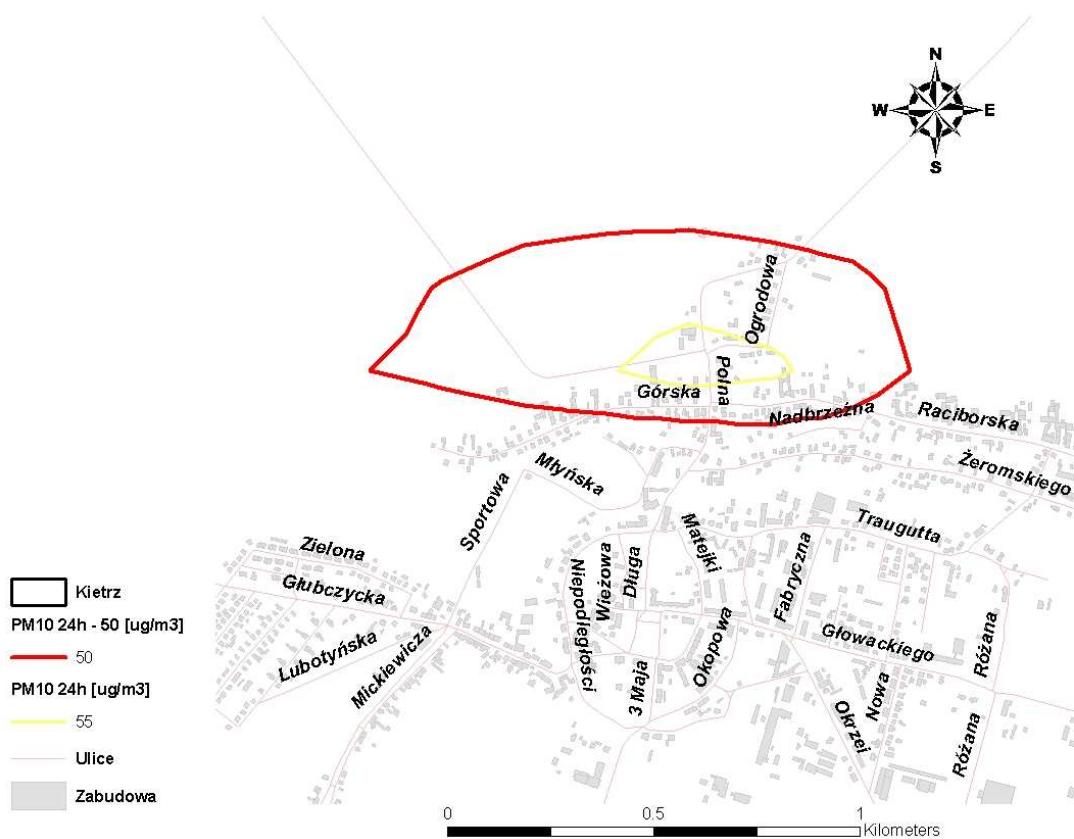 N
W
E
S
Ogrodowa
Polna
Górska
Nadbrzeżna
Raciborska
Żeromskiego
Młyńska
Sportowa
Traugutta
Matejki
Zielona
Głubczycka
Niepodległości
Wieżowa
Długa
Fabryczna
Lubotyńska
Mickiewicza
3 Maja
Okopowa
Głowackiego
Różana
Nowa
Okrzei
Różana
Kietrz
PM10 24h - 50 [ug/m3]
50
PM10 24h [ug/m3]
55
Ulice
Zabudowa
0
0.5
1
Kilometers